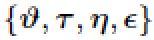 {ϑ, τ, η, ϵ}